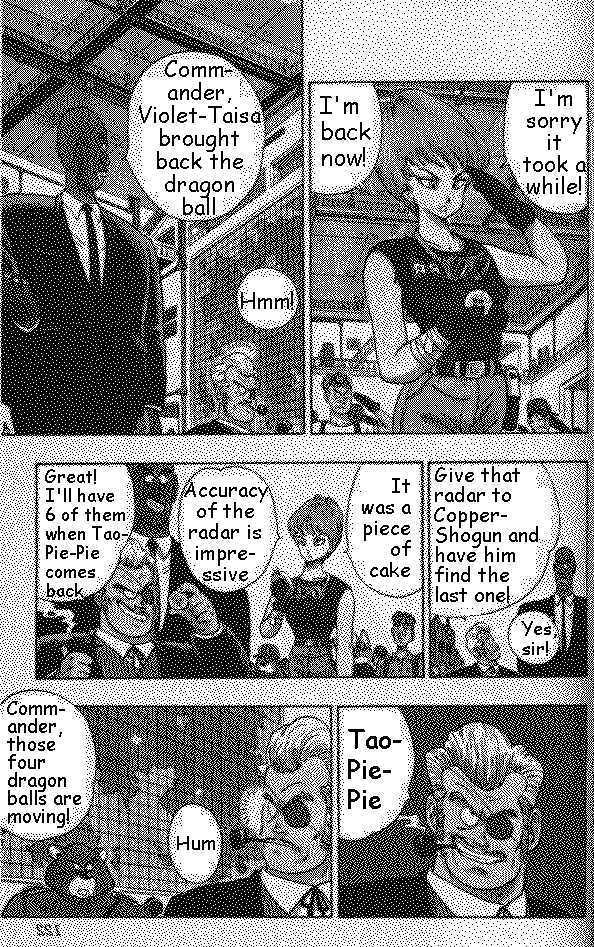 Comm-
ander,
Violet-Taisa
brought
back the
dragon
ball
Hmm!
I'm
back
now!
I'm
sorry
it
took a
while!
Great!
I'll have
6 of them
when Tao-
Pie-Pie
comes
back
Accuracy
of the
radar is
impre-
ssive
It
was a
piece
of
cake
Give that
radar to
Copper-
Shogun and
have him
find the
last one!
Yes
sir!
Comm-
ander,
those
four
dragon
balls are
moving!
Hum
Tao-
Pie-
Pie